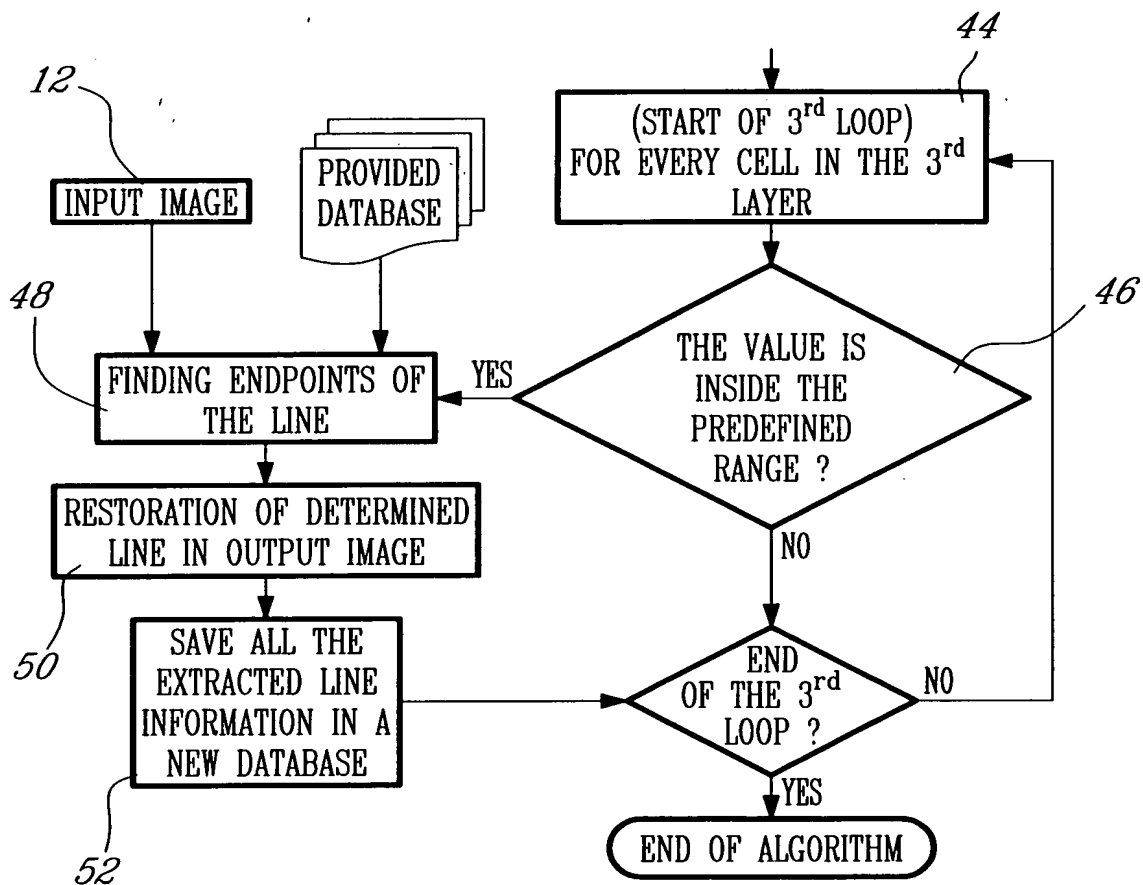 12
INPUT IMAGE
PROVIDED
DATABASE
44
(START OF 3rd LOOP)
FOR EVERY CELL IN THE 3rd
LAYER
48
FINDING ENDPOINTS OF
THE LINE
YES
46
THE VALUE IS
INSIDE THE
PREDEFINED
RANGE ?
NO
RESTORATION OF DETERMINED
LINE IN OUTPUT IMAGE
50
SAVE ALL THE
EXTRACTED LINE
INFORMATION IN A
NEW DATABASE
52
END
OF THE 3rd
LOOP ?
NO
YES
END OF ALGORITHM